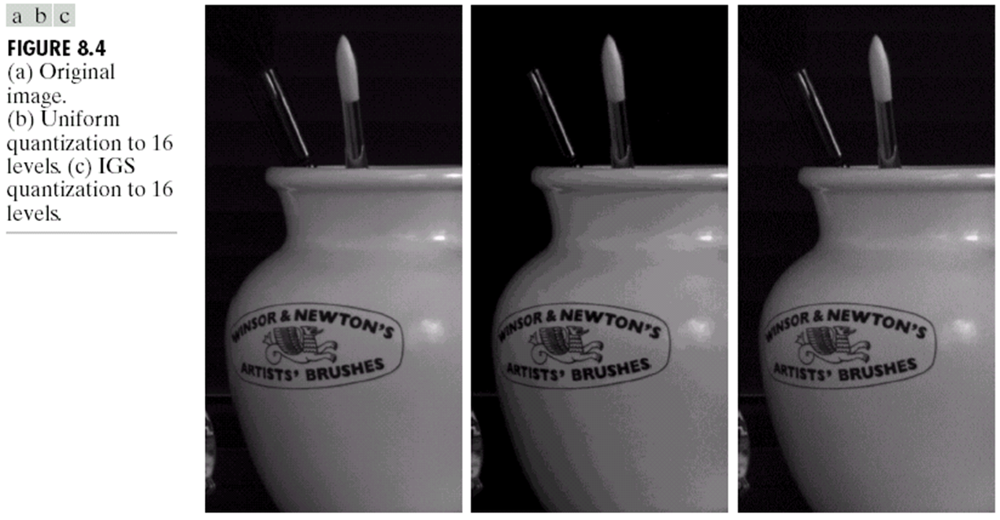 a b c
FIGURE 8.4
(a) Original
image.
(b) Uniform
quantization to 16
levels. (c) IGS
quantization to 16
levels.
WINSOR & NEWTON'S
ARTISTS' BRUSHES
WINSOR & NEWTON'S
ARTISTS' BRUSHES
WINSOR & NEWTON'S
ARTISTS' BRUSHES